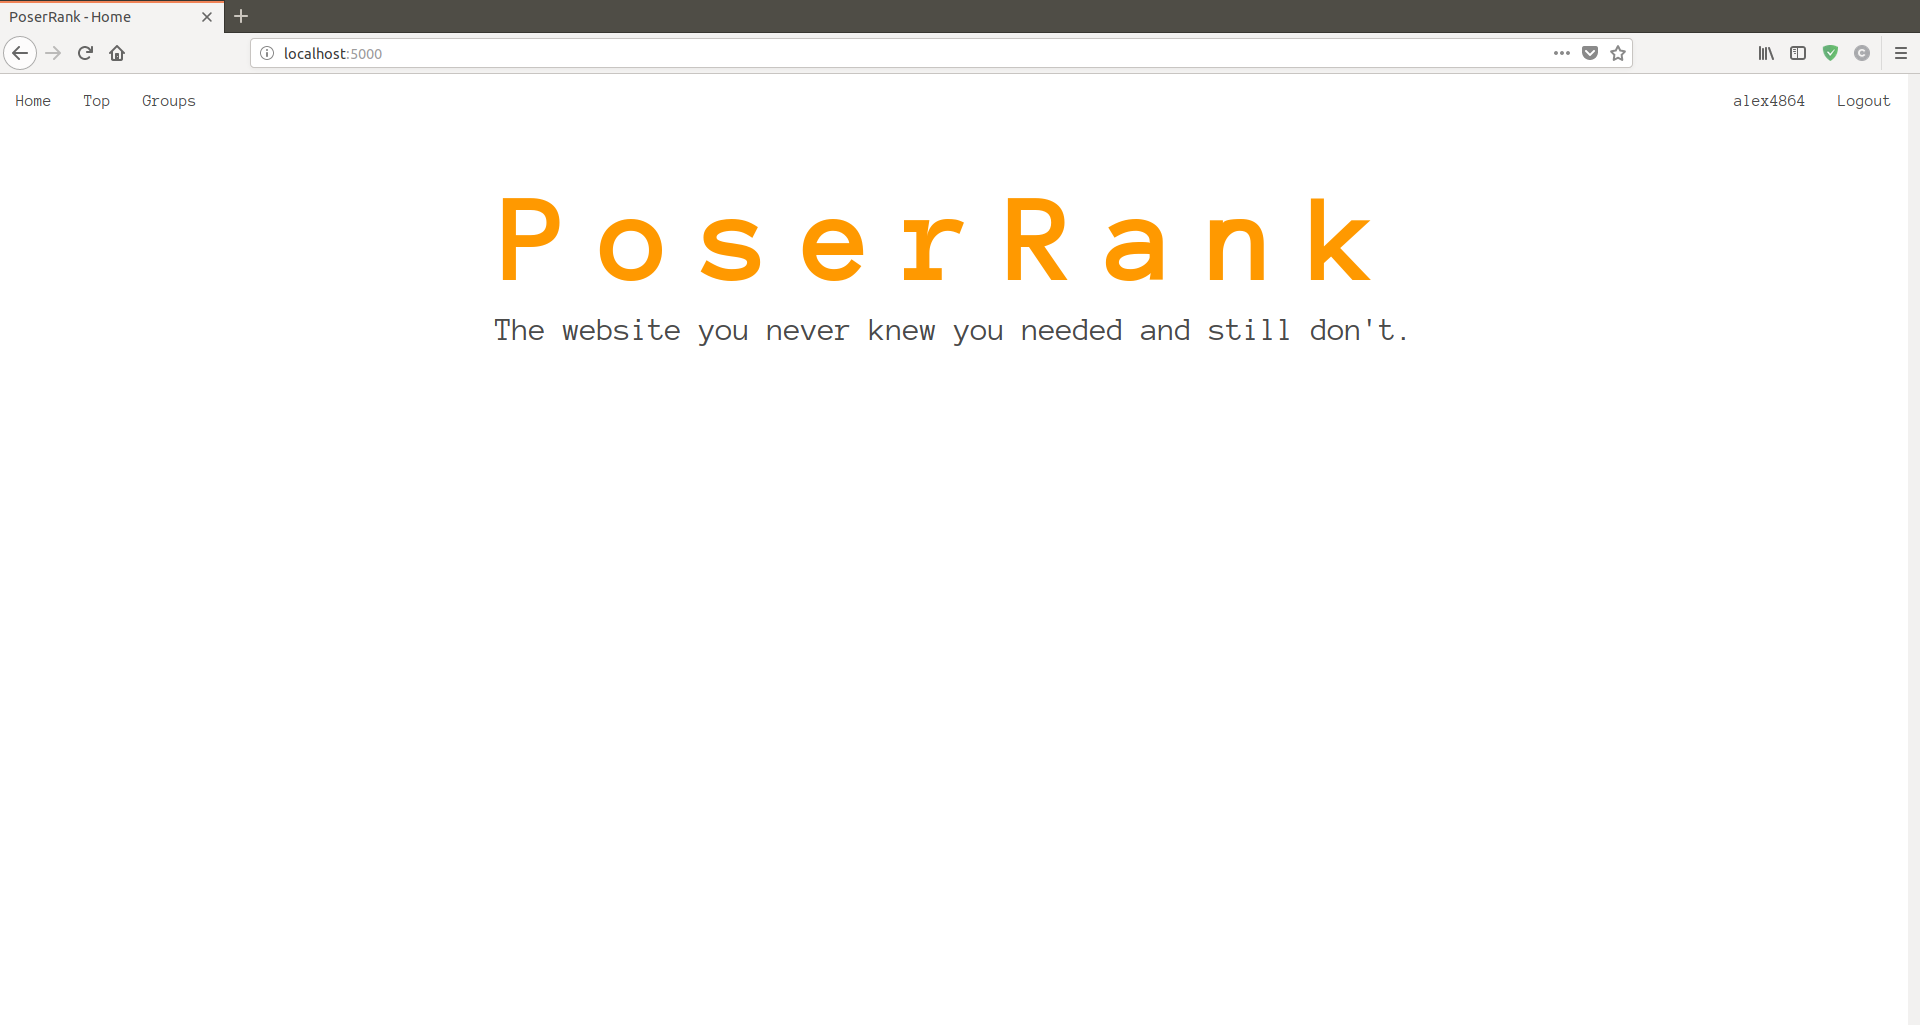 PoserRank - Home
localhost:5000
Home Top Groups alex4864 Logout
PoserRank
The website you never knew you needed and still don't.